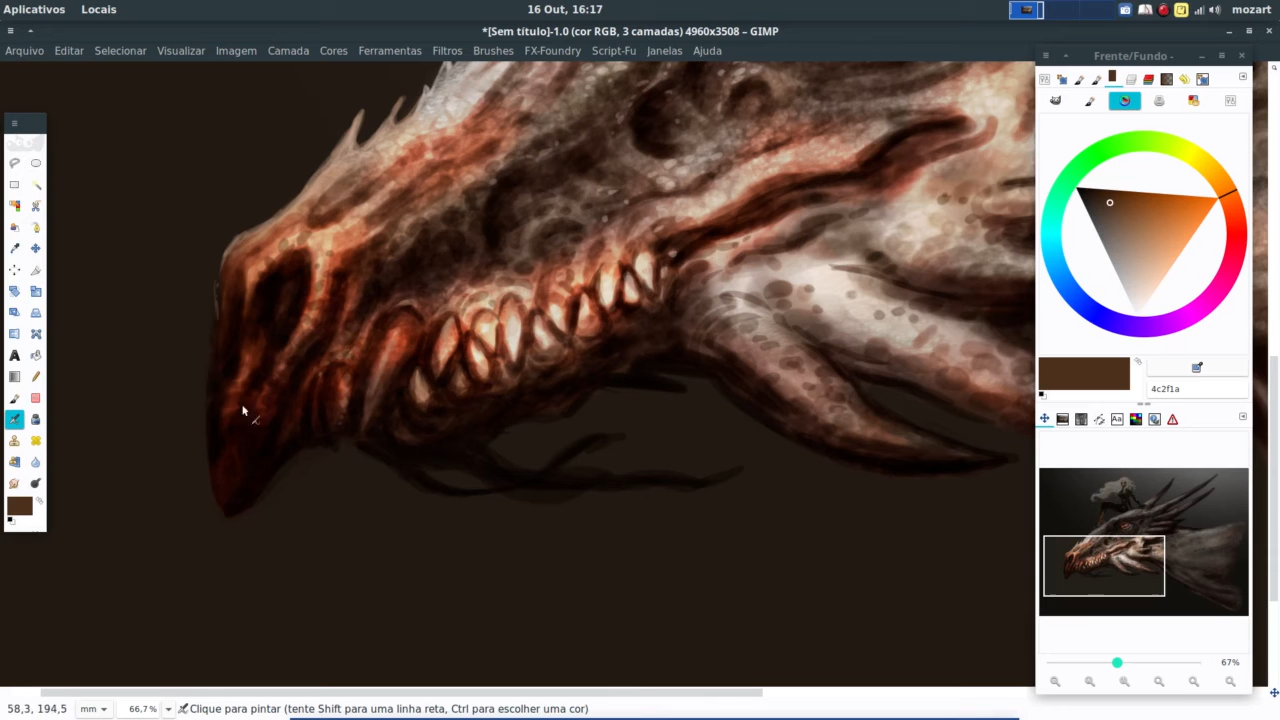 Aplicativos Locais 16 Out, 16:17 mozart
*[Sem título]-1.0 (cor RGB, 3 camadas) 4960x3508 – GIMP
Arquivo Editar Selecionar Visualizar Imagem Camada Cores Ferramentas Filtros Brushes FX-Foundry Script-Fu Janelas Ajuda
Frente/Fundo -
4c2f1a
Aa
A
67%
58,3, 194,5 mm 66,7% Clique para pintar (tente Shift para uma linha reta, Ctrl para escolher uma cor)